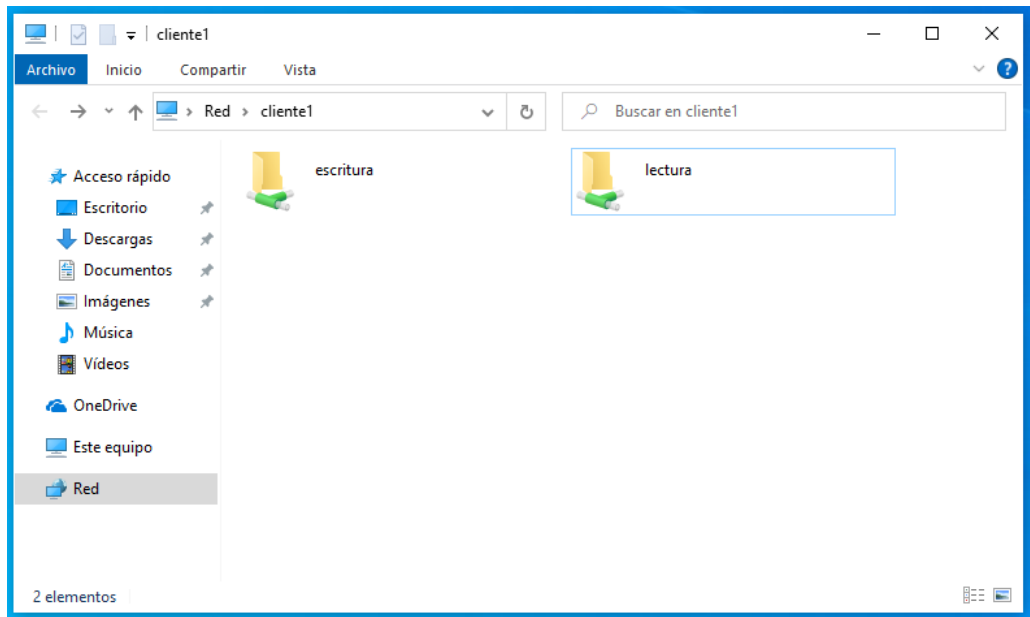 cliente1
Archivo Inicio Compartir Vista
Red > cliente1 Buscar en cliente1
Acceso rápido
Escritorio
Descargas
Documentos
Imágenes
Música
Vídeos
OneDrive
Este equipo
Red
escritura lectura
2 elementos